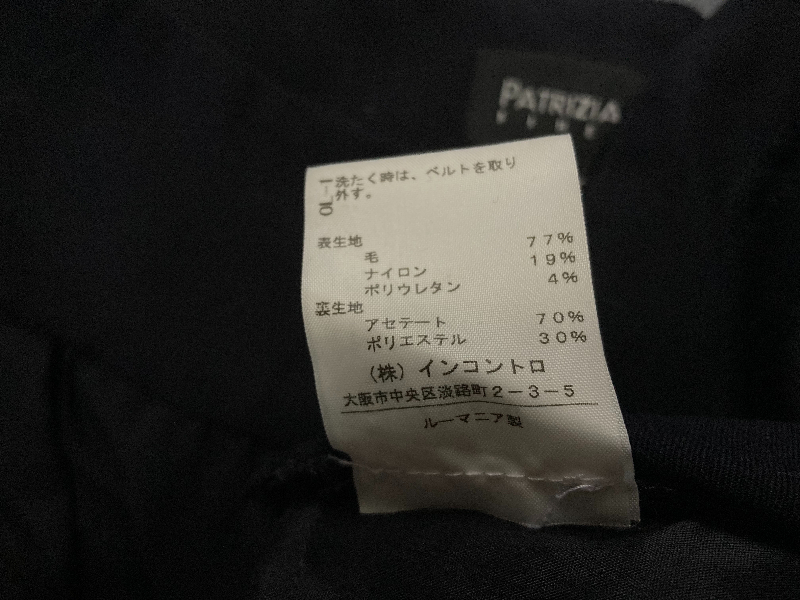 PATRIZIA
PEPE
1-10
洗たく時は、ベルトを取り
外す。
表生地
毛 77%
ナイロン 19%
ポリウレタン 4%
裏生地
アセテート 70%
ポリエステル 30%
(株)インコントロ
大阪市中央区淡路町2-3-5
ルーマニア製